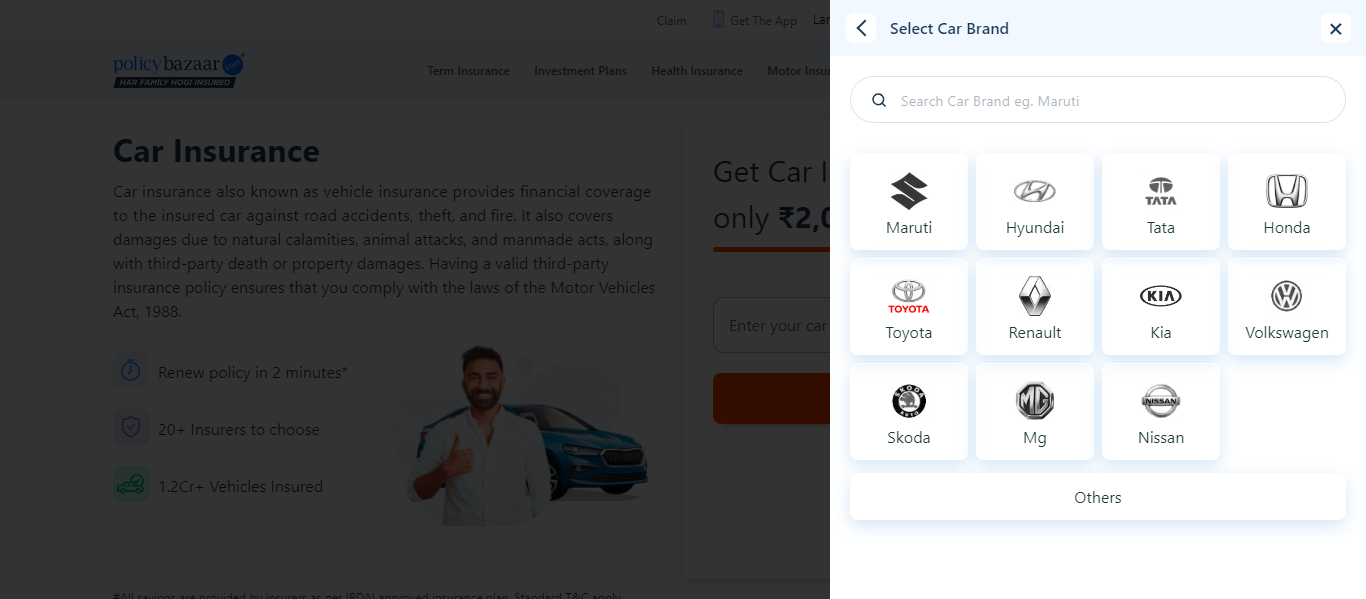 Claim
Get The App
policybazaar.com
HAR FAMILY HOGI INSURED
Term Insurance
Investment Plans
Health Insurance
Motor
Car Insurance
Car insurance also known as vehicle insurance provides financial coverage
to the insured car against road accidents, theft, and fire. It also covers
damages due to natural calamities, animal attacks, and manmade acts, along
with third-party death or property damages. Having a valid third-party
insurance policy ensures that you comply with the laws of the Motor Vehicles
Act, 1988.
Renew policy in 2 minutes*
20+ Insurers to choose
1.2Cr+ Vehicles Insured
#All savings are provided by insurers as per IRDAI approved insurance plan. Standard T&C apply.
Get Car
only ₹2,0
Enter your car
Select Car Brand
Search Car Brand eg. Maruti
Maruti
Hyundai
TATA
Tata
Honda
TOYOTA
Toyota
Renault
KIA
Kia
Volkswagen
SKODA
AUTO
Skoda
MG
Mg
NISSAN
Nissan
Others